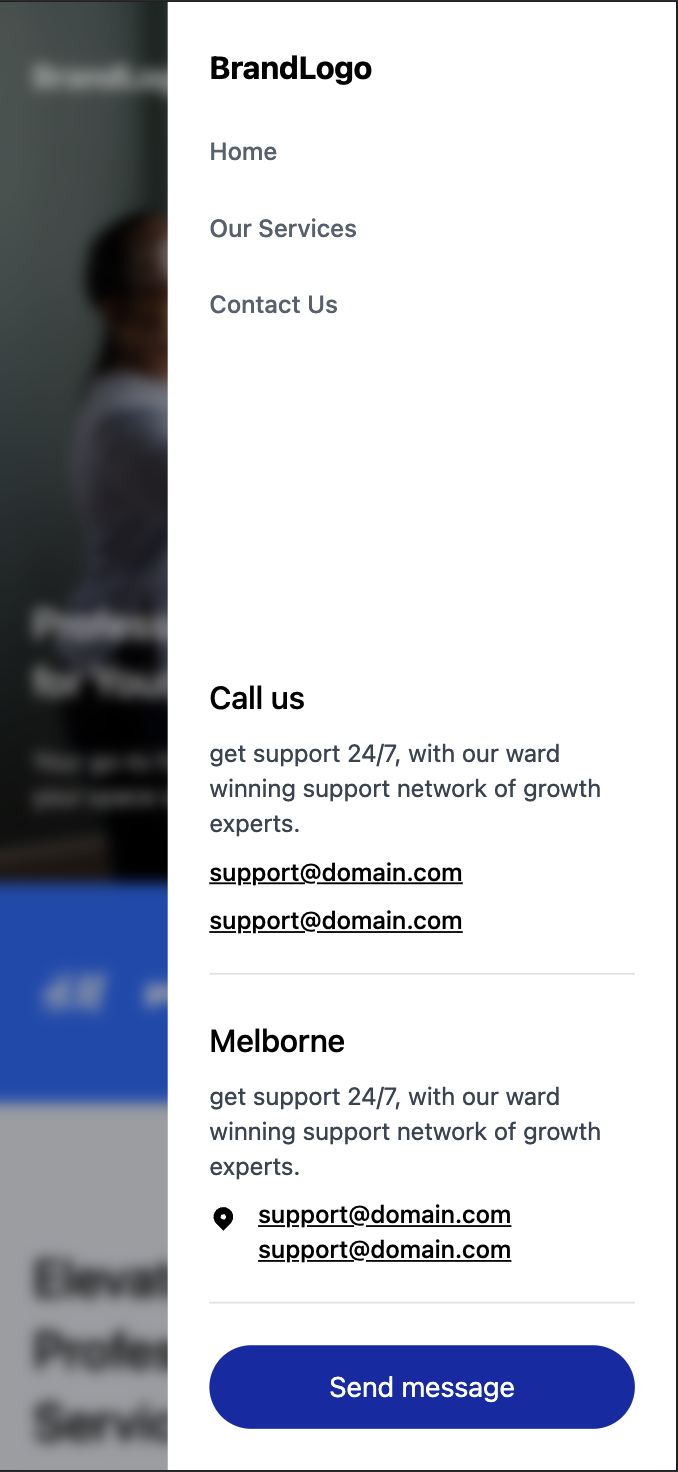 BrandLogo
Home
Our Services
Contact Us
Call us
get support 24/7, with our ward
winning support network of growth
experts.
support@domain.com
support@domain.com
Melborne
get support 24/7, with our ward
winning support network of growth
experts.
support@domain.com
support@domain.com
Send message